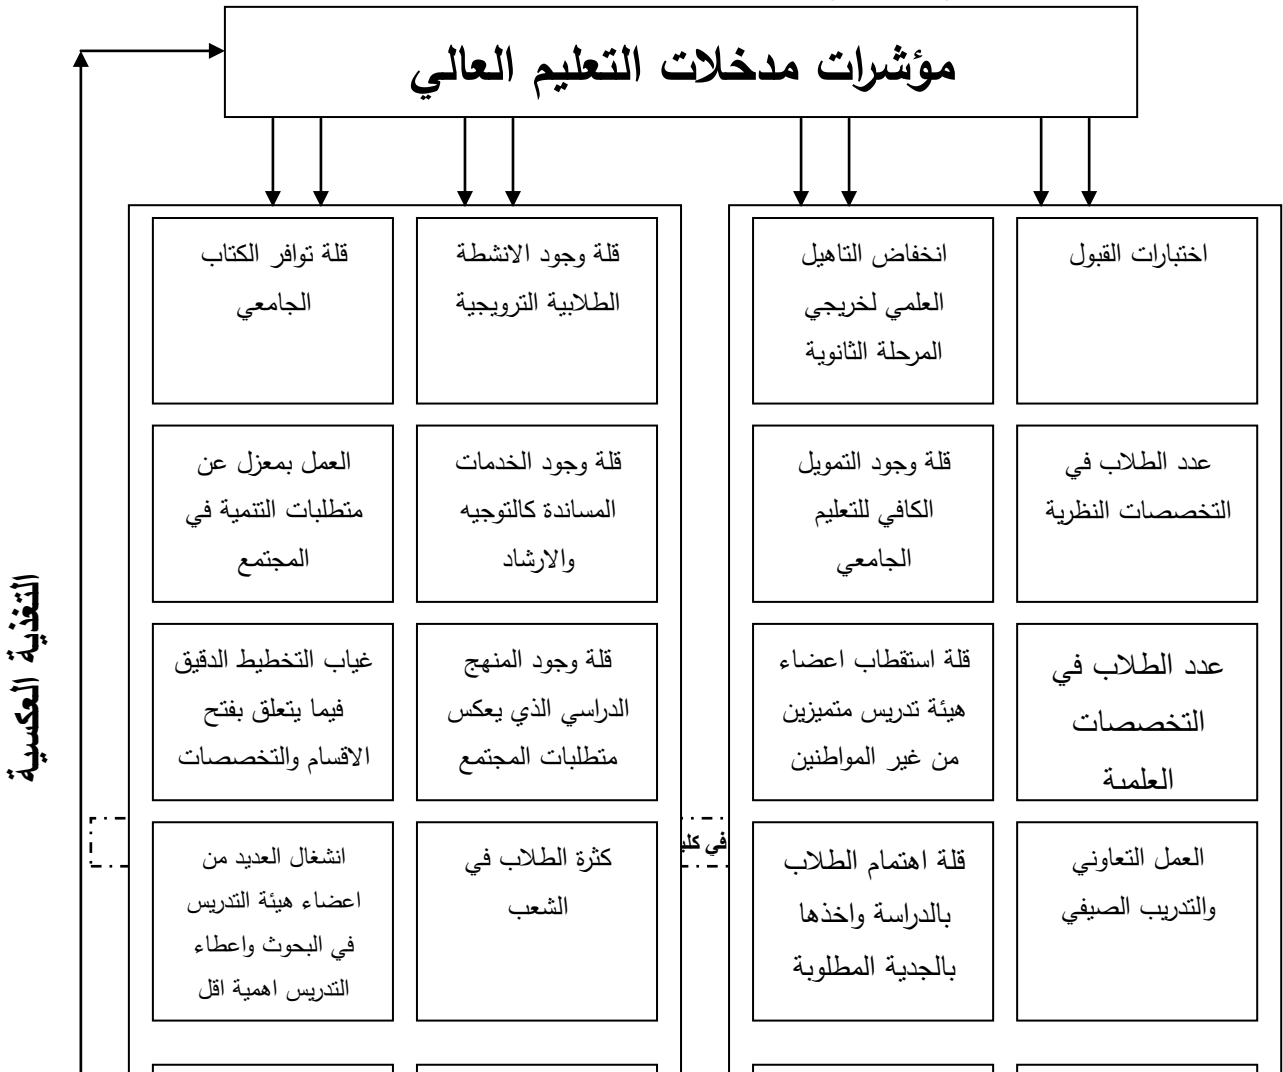 مؤشرات مدخلات التعليم العالي
اختبارات القبول
انخفاض التاهيل
العلمي لخريجي
المرحلة الثانوية
قلة وجود الانشطة
الطلابية الترويجية
قلة توافر الكتاب
الجامعي
عدد الطلاب في
التخصصات النظرية
قلة وجود التمويل
الكافي للتعليم
الجامعي
قلة وجود الخدمات
المساندة كالتوجيه
والارشاد
العمل بمعزل عن
متطلبات التنمية في
المجتمع
عدد الطلاب في
التخصصات
العلمية
قلة استقطاب اعضاء
هيئة تدريس متميزين
من غير المواطنين
قلة وجود المنهج
الدراسي الذي يعكس
متطلبات المجتمع
غياب التخطيط الدقيق
فيما يتعلق بفتح
الاقسام والتخصصات
العمل التعاوني
والتدريب الصيفي
قلة اهتمام الطلاب
بالدراسة واخذها
بالجدية المطلوبة
في
كثرة الطلاب في
الشعب
انشغال العديد من
اعضاء هيئة التدريس
في البحوث واعطاء
التدريس اهمية اقل
التغذية العكسية